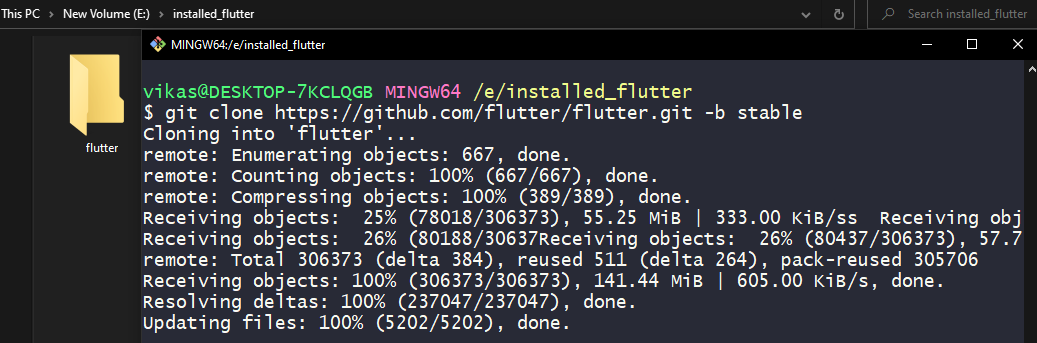 This PC > New Volume (E:) > installed_flutter
Search installed_flutter
MINGW64:/e/installed_flutter
flutter
vikas@DESKTOP-7KCLQGB MINGW64 /e/installed_flutter
$ git clone https://github.com/flutter/flutter.git -b stable
Cloning into 'flutter'...
remote: Enumerating objects: 667, done.
remote: Counting objects: 100% (667/667), done.
remote: Compressing objects: 100% (389/389), done.
Receiving objects:  25% (78018/306373), 55.25 MiB | 333.00 KiB/ss  Receiving obj
Receiving objects:  26% (80188/30637Receiving objects:  26% (80437/306373), 57.7
remote: Total 306373 (delta 384), reused 511 (delta 264), pack-reused 305706
Receiving objects: 100% (306373/306373), 141.44 MiB | 605.00 KiB/s, done.
Resolving deltas: 100% (237047/237047), done.
Updating files: 100% (5202/5202), done.